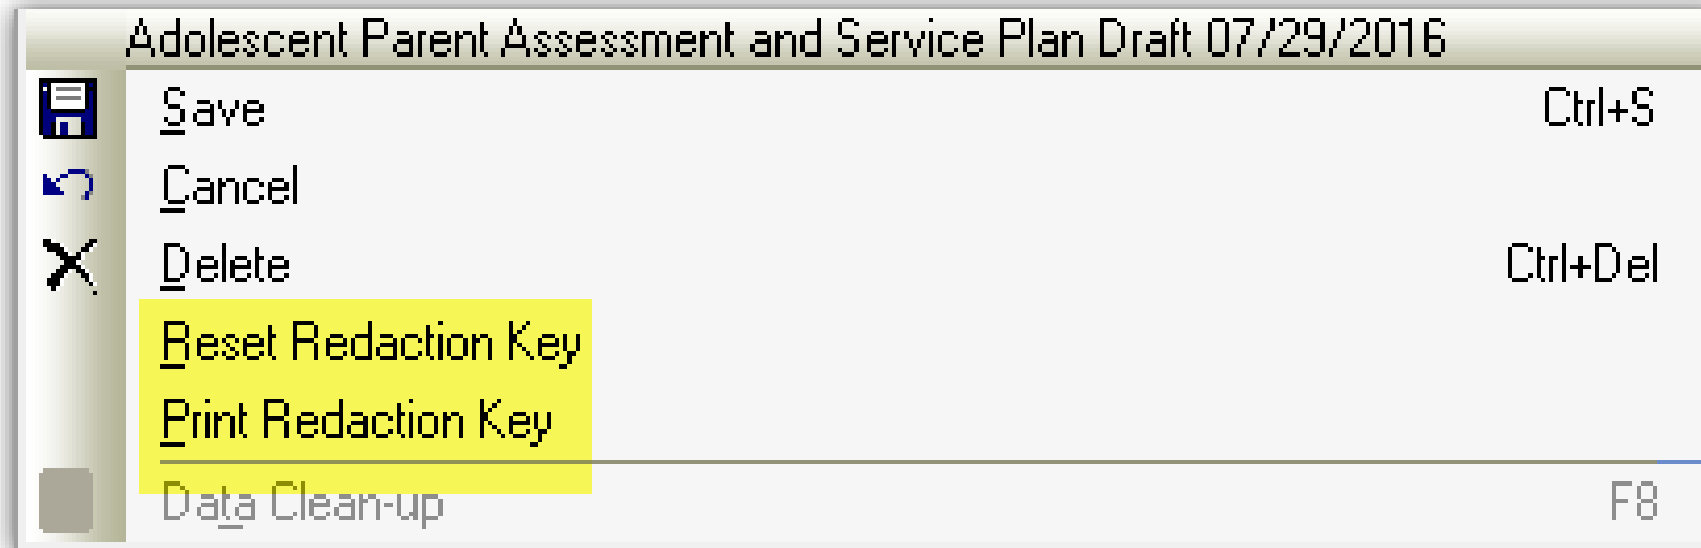 Adolescent Parent Assessment and Service Plan Draft 07/29/2016
Save Ctrl+S
Cancel
Delete Ctrl+Del
Reset Redaction Key
Print Redaction Key
Data Clean-up F8